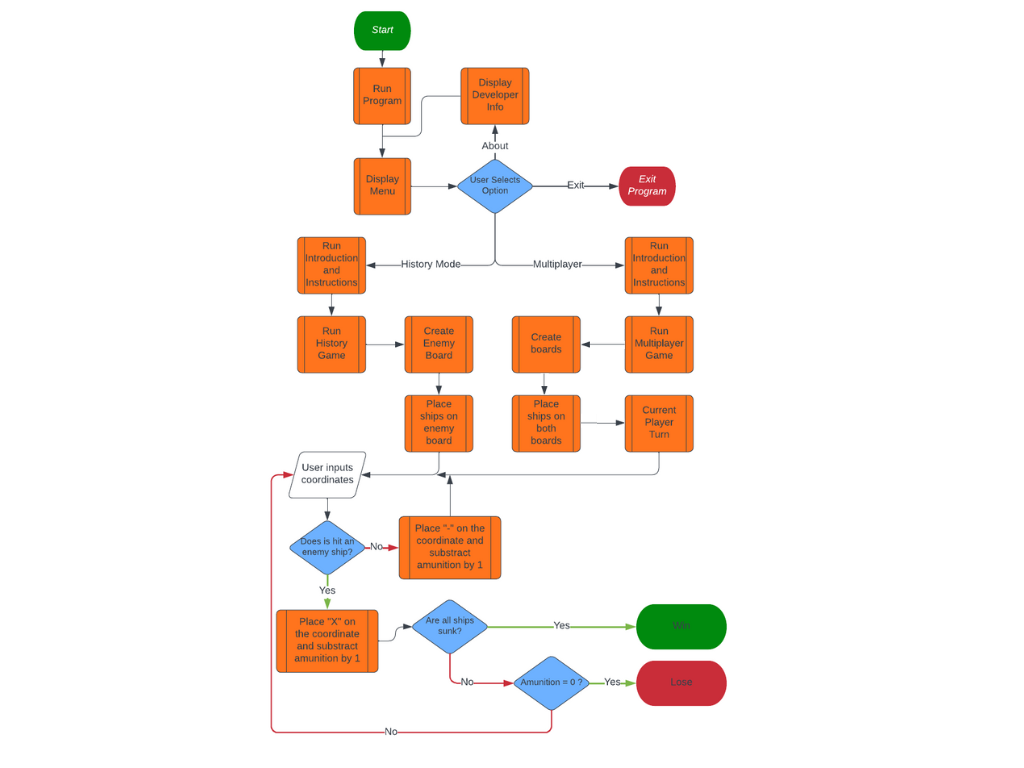 Start
Run
Program
Display
Developer
Info
About
Display
Menu
User Selects
Option
Exit
Exit
Program
Run
Introduction
and
Instructions
History Mode
Multiplayer
Run
Introduction
and
Instructions
Run
History
Game
Create
Enemy
Board
Create
boards
Run
Multiplayer
Game
Place
ships on
enemy
board
Place
ships on
both
boards
Current
Player
Turn
User inputs
coordinates
Does is hit an
enemy ship?
No
Place "-" on the
coordinate and
substract
amunition by 1
Yes
Place "X" on
the coordinate
and substract
amunition by 1
Are all ships
sunk?
Yes
Win
No
Amunition = 0 ?
Yes
Lose
No